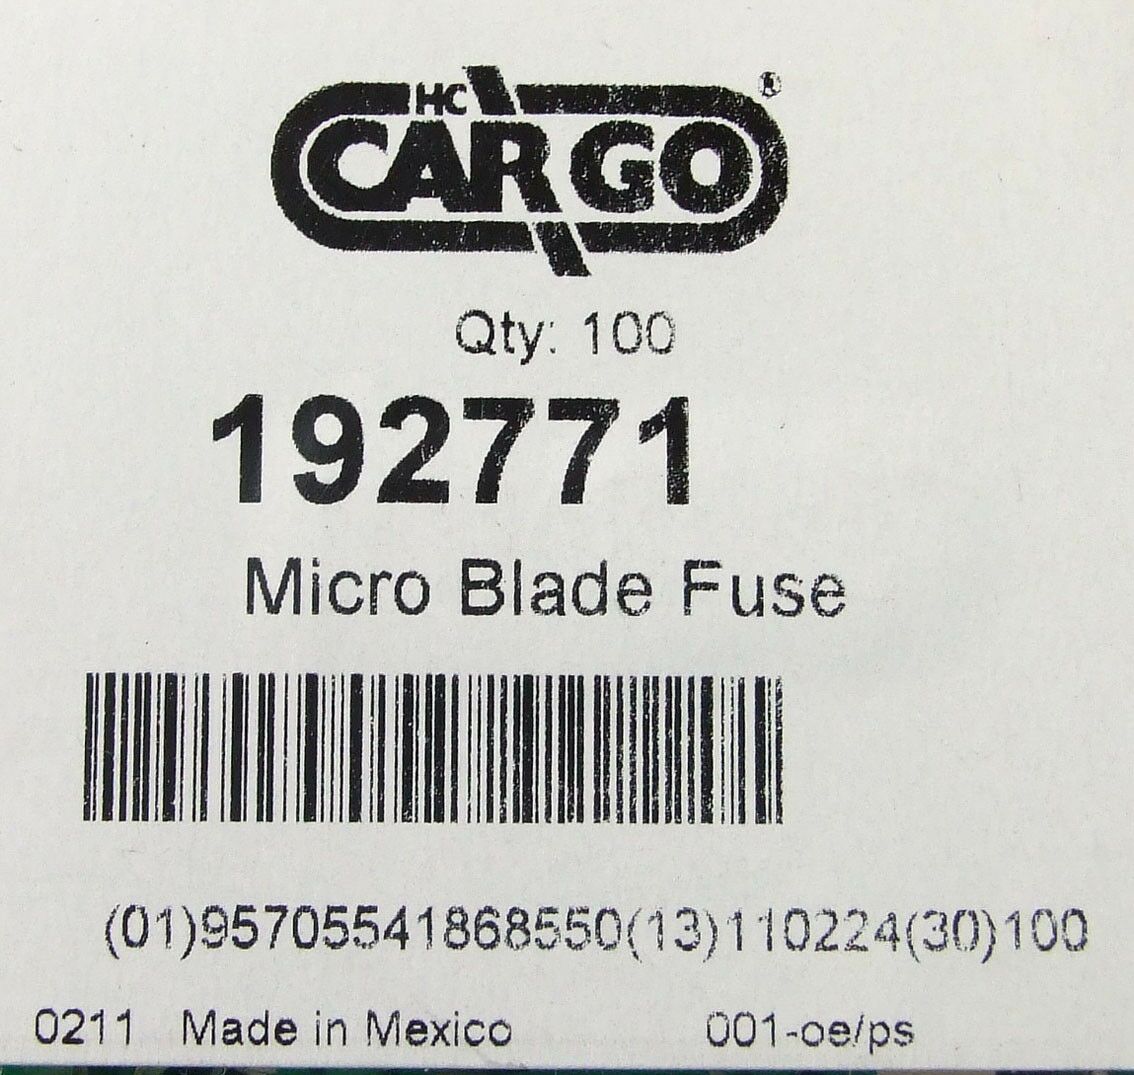 HC
CARGO®
Qty: 100
192771
Micro Blade Fuse
(01)95705541868550(13)110224(30)100
0211 Made in Mexico 001-oe/ps